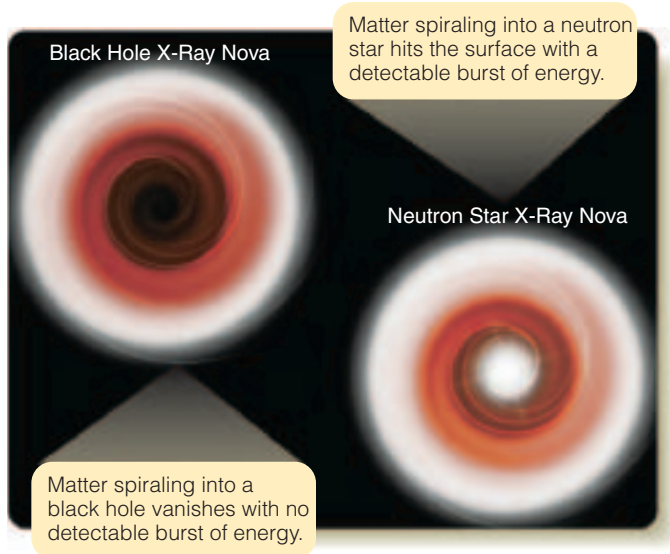 Black Hole X-Ray Nova
Matter spiraling into a neutron
star hits the surface with a
detectable burst of energy.
Neutron Star X-Ray Nova
Matter spiraling into a
black hole vanishes with no
detectable burst of energy.